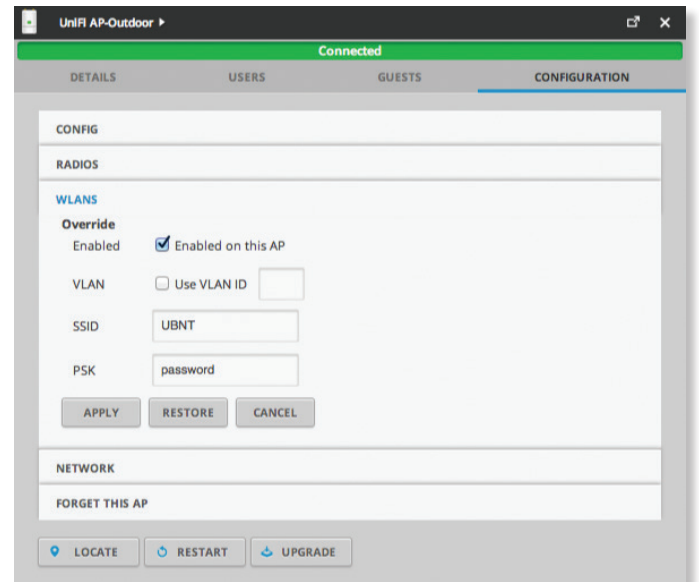 UniFi AP-Outdoor
Connected
DETAILS USERS GUESTS CONFIGURATION
CONFIG
RADIOS
WLANS
Override
Enabled Enabled on this AP
VLAN Use VLAN ID
SSID UBNT
PSK password
APPLY RESTORE CANCEL
NETWORK
FORGET THIS AP
LOCATE RESTART UPGRADE